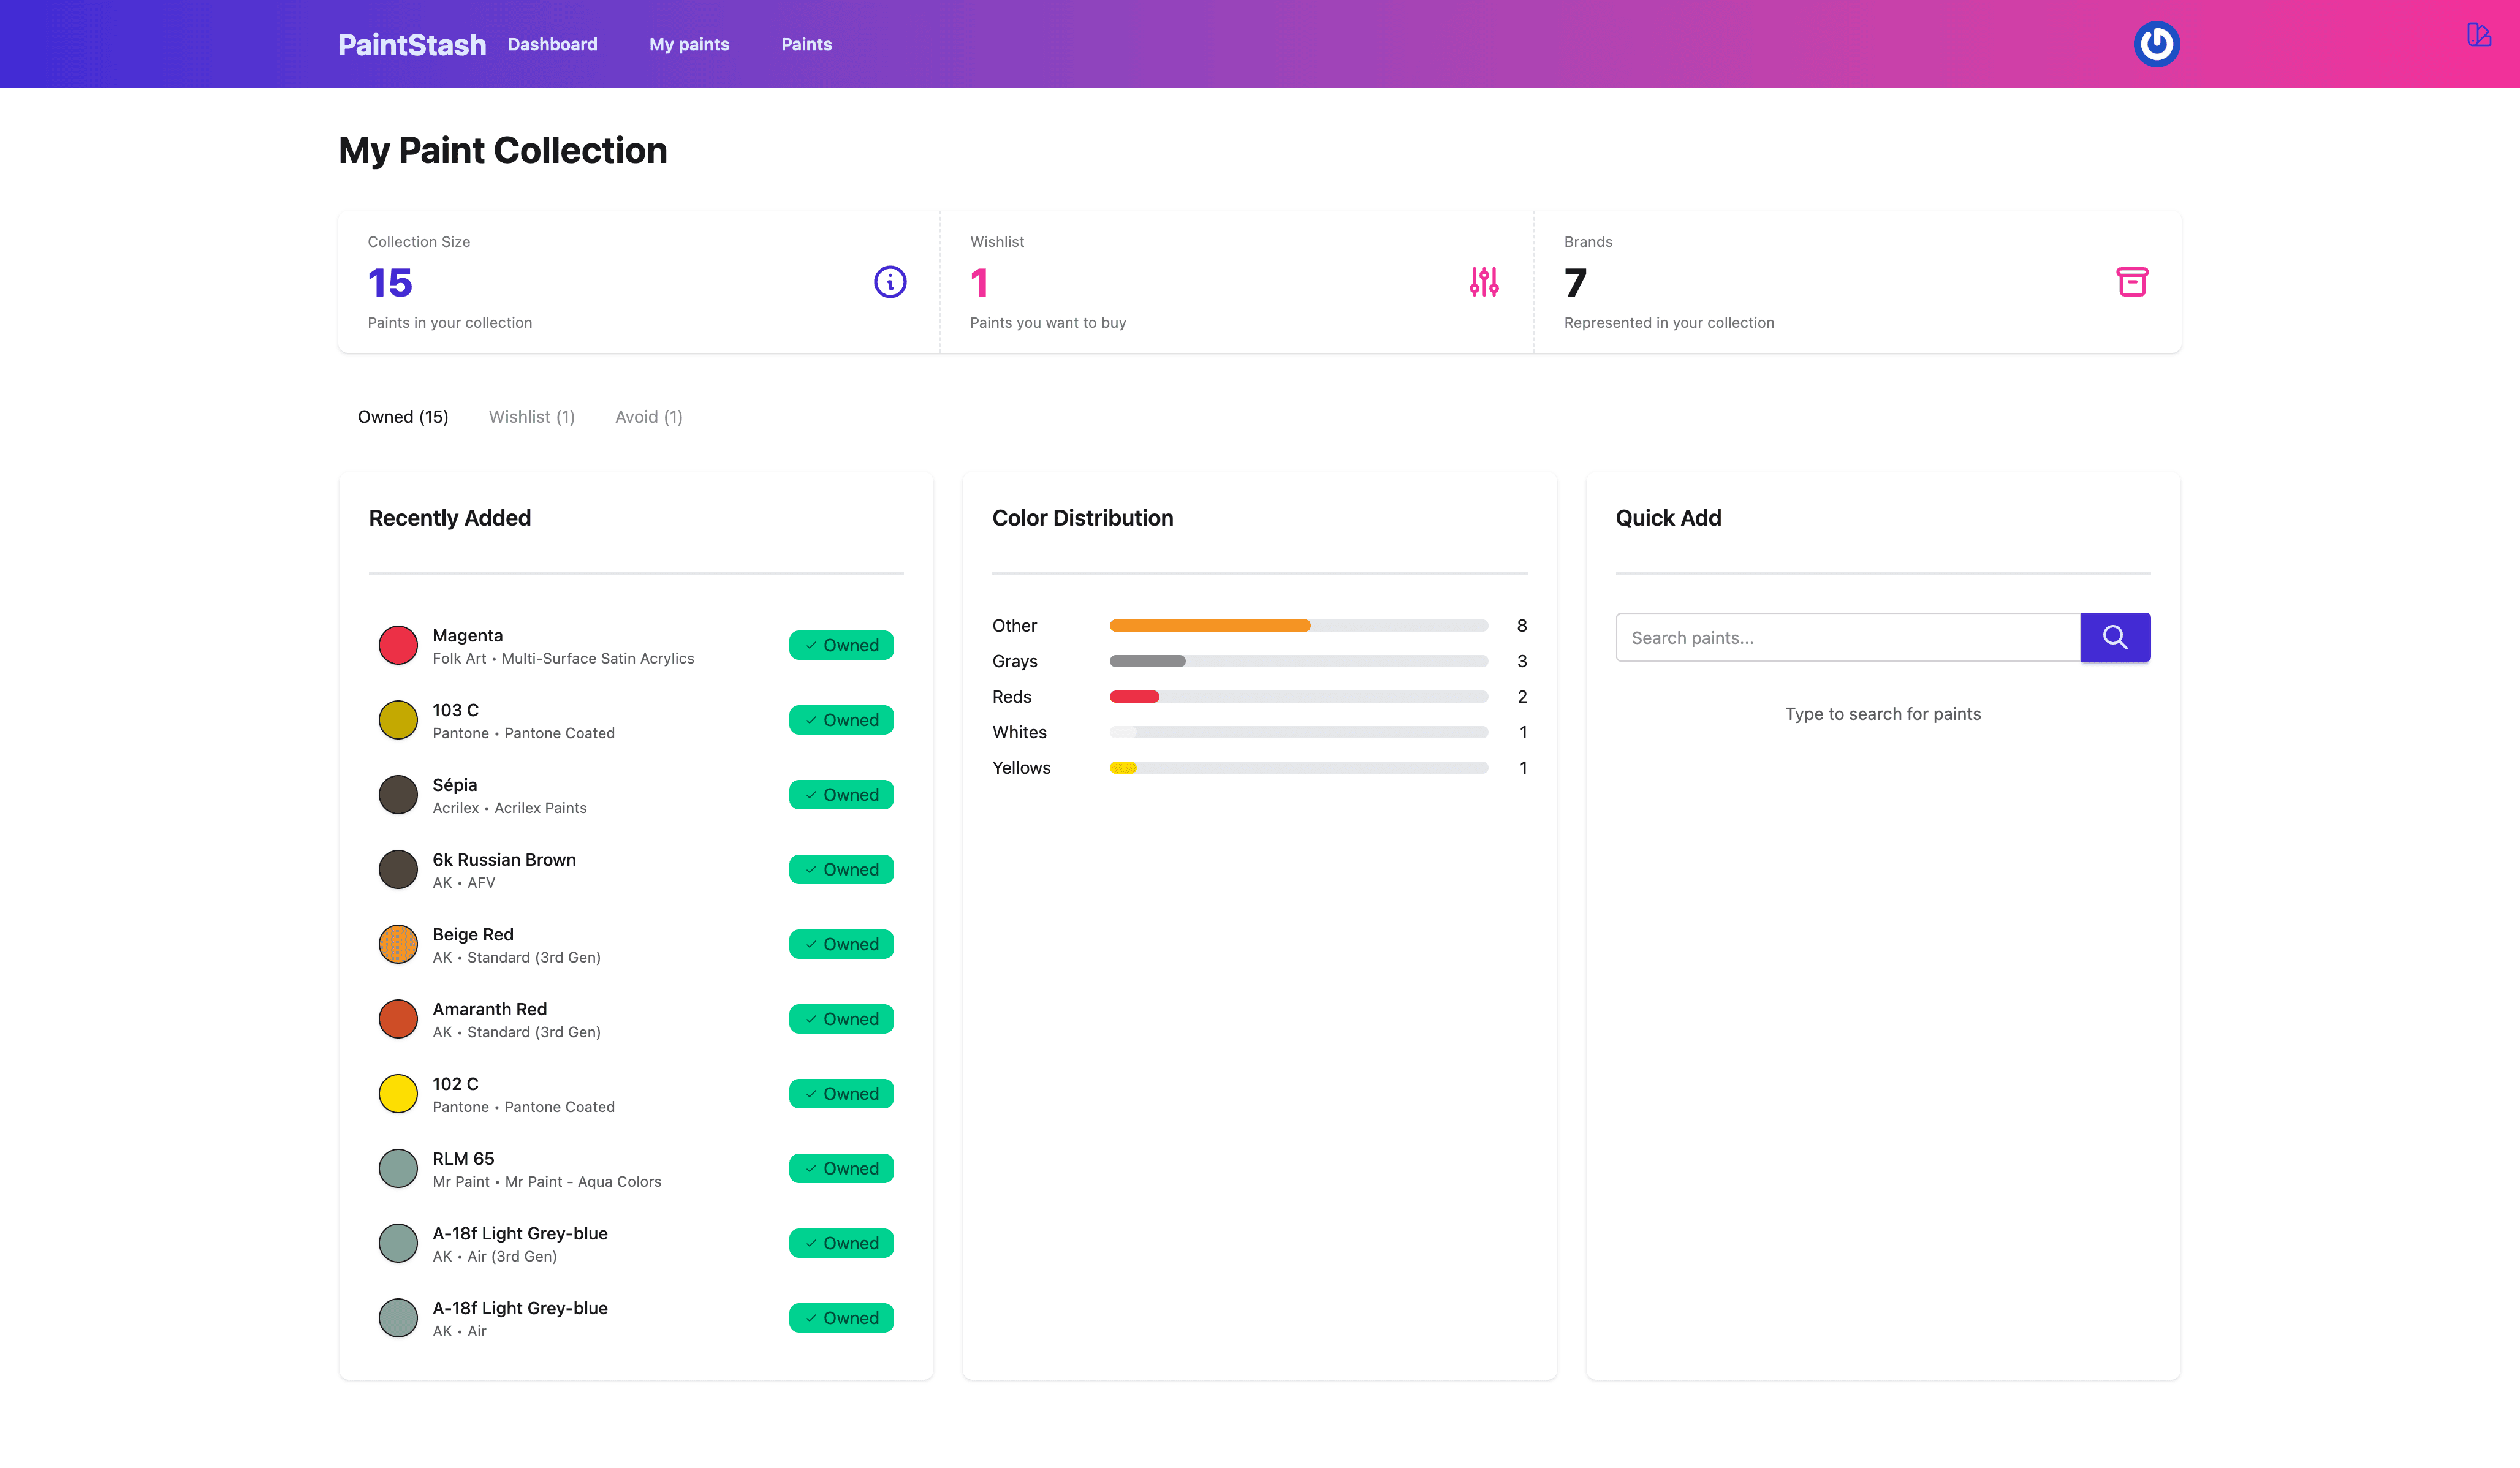 PaintStash Dashboard My paints Paints
My Paint Collection
Collection Size
15
Paints in your collection
Wishlist
1
Paints you want to buy
Brands
7
Represented in your collection
Owned (15) Wishlist (1) Avoid (1)
Recently Added
Magenta
Folk Art • Multi-Surface Satin Acrylics
Owned
103 C
Pantone • Pantone Coated
Owned
Sépia
Acrilex • Acrilex Paints
Owned
6k Russian Brown
AK • AFV
Owned
Beige Red
AK • Standard (3rd Gen)
Owned
Amaranth Red
AK • Standard (3rd Gen)
Owned
102 C
Pantone • Pantone Coated
Owned
RLM 65
Mr Paint • Mr Paint - Aqua Colors
Owned
A-18f Light Grey-blue
AK • Air (3rd Gen)
Owned
A-18f Light Grey-blue
AK • Air
Owned
Color Distribution
Other 8
Grays 3
Reds 2
Whites 1
Yellows 1
Quick Add
Search paints...
Type to search for paints